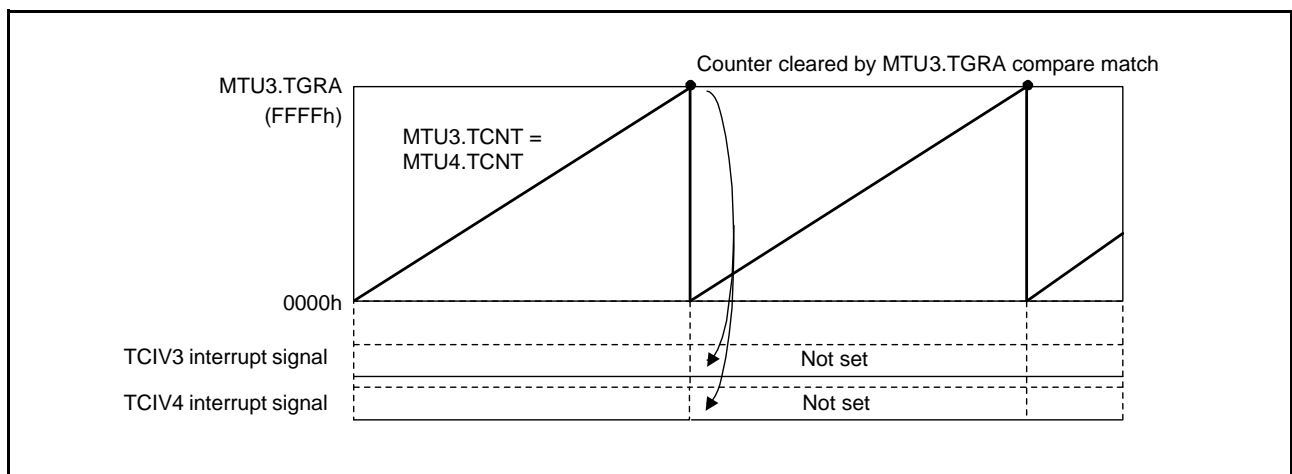 Counter cleared by MTU3.TGRA compare match
MTU3.TGRA
(FFFFh)
MTU3.TCNT =
MTU4.TCNT
0000h
TCIV3 interrupt signal
Not set
TCIV4 interrupt signal
Not set